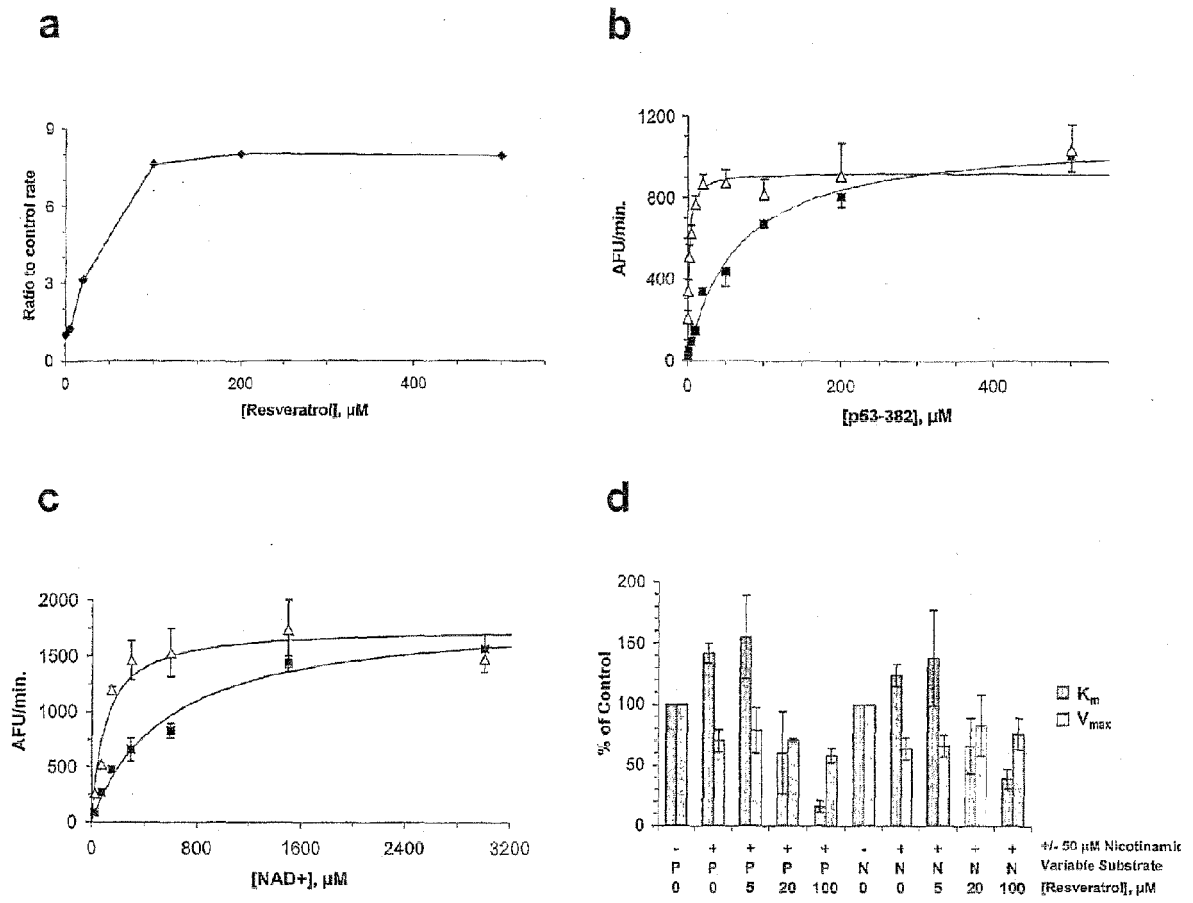 a
9
6
3
0
Ratio to control rate
0 200 400
[Resveratrol], µM
b
1200
800
400
0
AFU/min.
0 200 400
[p53-382], µM
c
2000
1500
1000
500
0
AFU/min.
0 800 1600 2400 3200
[NAD+], µM
d
200
150
100
50
0
% of Control
Km
Vmax
- + + + + - + + + + +/- 50 µM Nicotinamid
P P P P P N N N N N Variable Substrate
0 0 5 20 100 0 0 5 20 100 [Resveratrol], µM